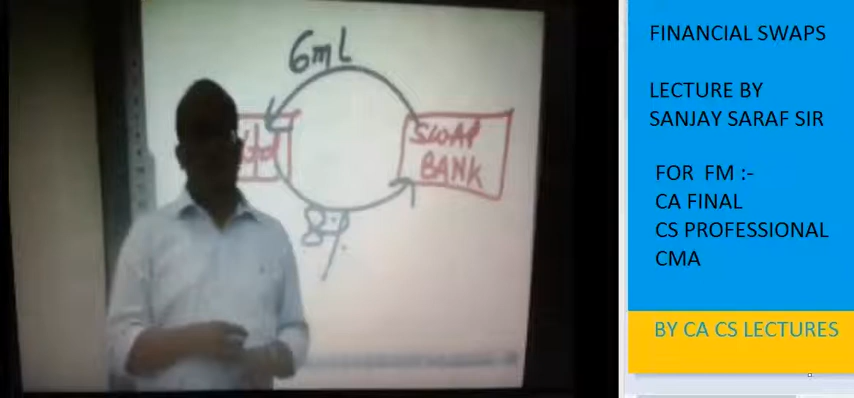 6mL
Ltd
SWAP
BANK
8%
FINANCIAL SWAPS
LECTURE BY
SANJAY SARAF SIR
FOR FM :-
CA FINAL
CS PROFESSIONAL
CMA
BY CA CS LECTURES